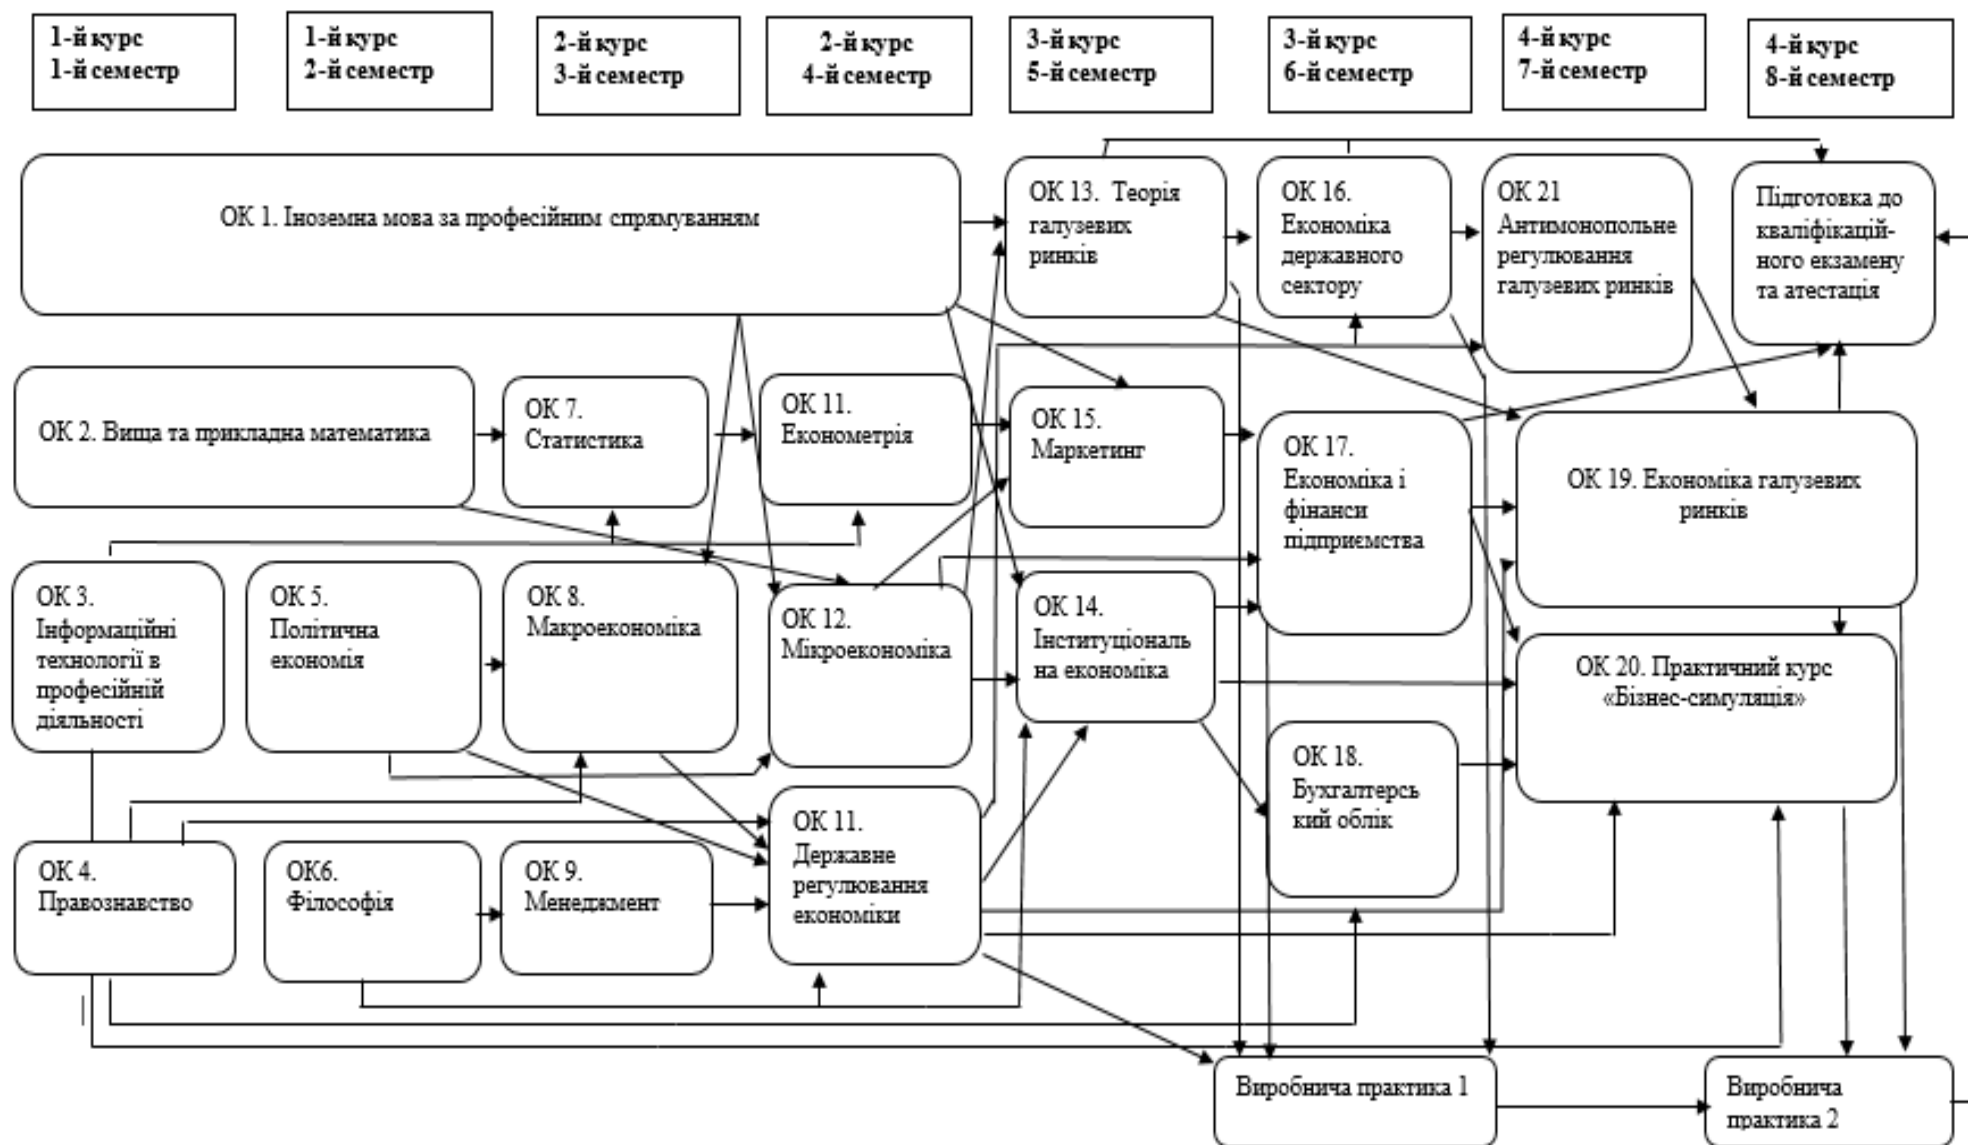 1-й курс
1-й семестр
1-й курс
2-й семестр
2-й курс
3-й семестр
2-й курс
4-й семестр
3-й курс
5-й семестр
3-й курс
6-й семестр
4-й курс
7-й семестр
4-й курс
8-й семестр
ОК 1. Іноземна мова за професійним спрямуванням
ОК 13. Теорія
галузевих
ринків
ОК 16.
Економіка
державного
сектору
ОК 21
Антимонопольне
регулювання
галузевих ринків
Підготовка до
кваліфікацій-
ного екзамену
та атестація
ОК 2. Вища та прикладна математика
ОК 7.
Статистика
ОК 11.
Економетрія
ОК 15.
Маркетинг
ОК 17.
Економіка і
фінанси
підприємства
ОК 19. Економіка галузевих
ринків
ОК 3.
Інформаційні
технології в
професійній
діяльності
ОК 5.
Політична
економія
ОК 8.
Макроекономіка
ОК 12.
Мікроекономіка
ОК 14.
Інституціональ
на економіка
ОК 20. Практичний курс
«Бізнес-симуляція»
ОК 18.
Бухгалтерсь
кий облік
ОК 4.
Правознавство
ОК6.
Філософія
ОК 9.
Менеджмент
ОК 11.
Державне
регулювання
економіки
Виробнича практика 1
Виробнича
практика 2